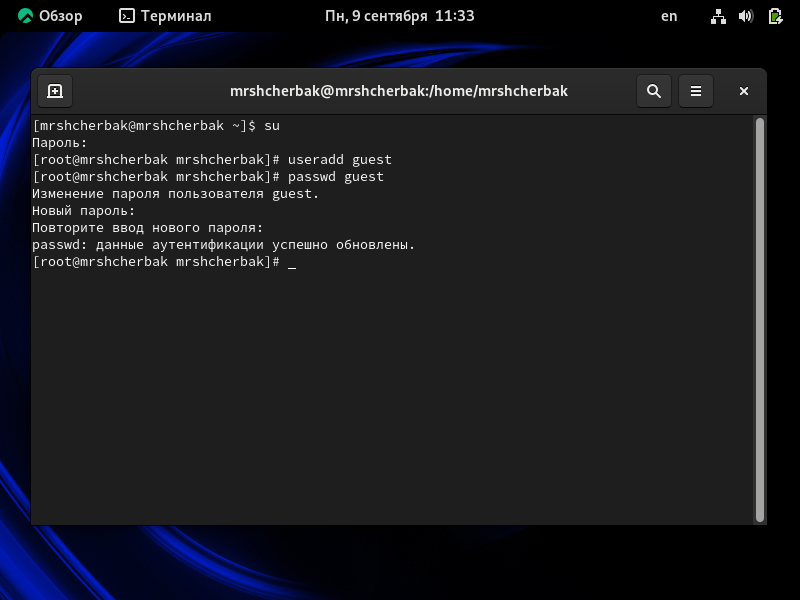 Обзор Терминал Пн, 9 сентября 11:33 en
mrshcherbak@mrshcherbak:/home/mrshcherbak
[mrshcherbak@mrshcherbak ~]$ su
Пароль:
[root@mrshcherbak mrshcherbak]# useradd guest
[root@mrshcherbak mrshcherbak]# passwd guest
Изменение пароля пользователя guest.
Новый пароль:
Повторите ввод нового пароля:
passwd: данные аутентификации успешно обновлены.
[root@mrshcherbak mrshcherbak]# _